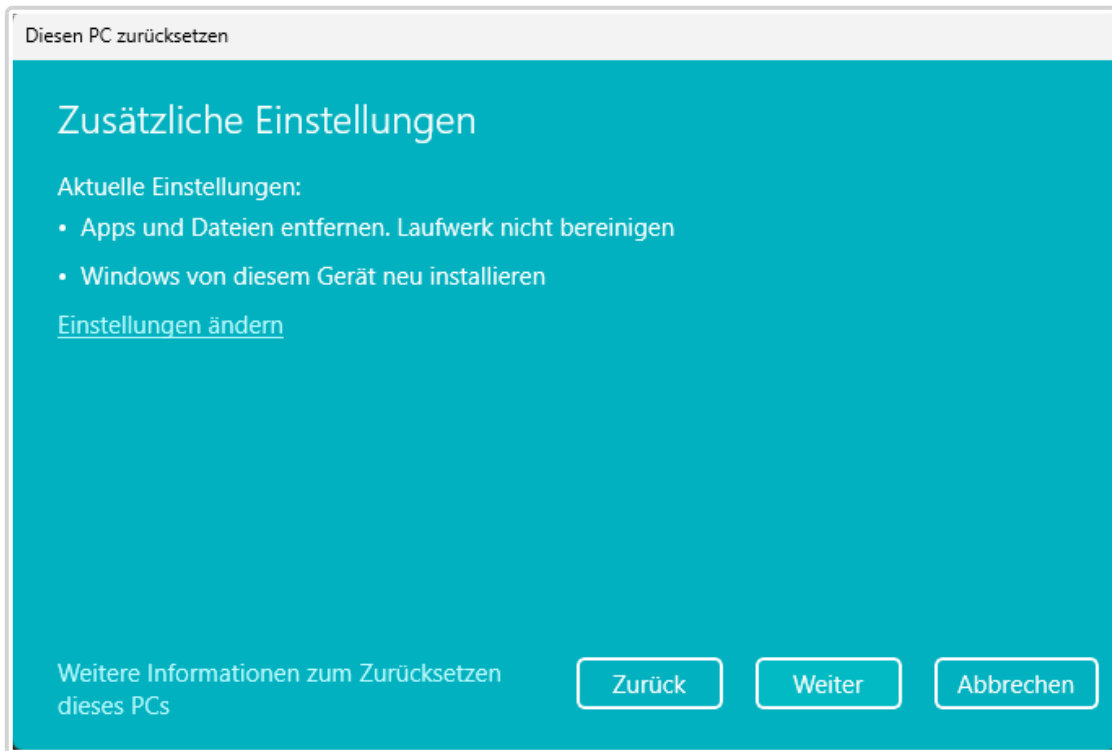 Diesen PC zurücksetzen
Zusätzliche Einstellungen
Aktuelle Einstellungen:
• Apps und Dateien entfernen. Laufwerk nicht bereinigen
• Windows von diesem Gerät neu installieren
Einstellungen ändern
Weitere Informationen zum Zurücksetzen
dieses PCs
Zurück
Weiter
Abbrechen